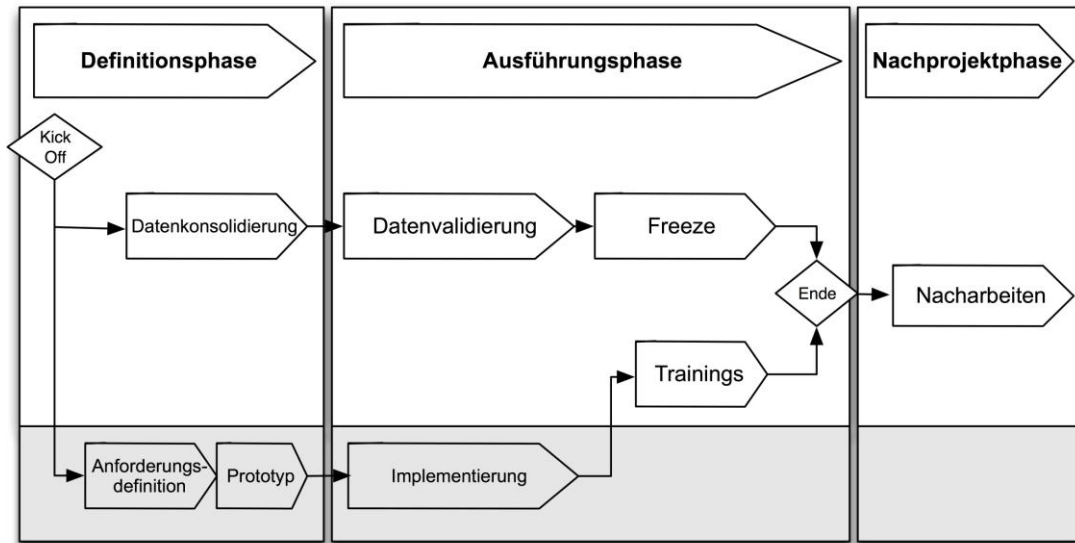 Definitionsphase
Ausführungsphase
Nachprojektphase
Kick
Off
Datenkonsolidierung
Datenvalidierung
Freeze
Ende
Nacharbeiten
Trainings
Anforderungs-
definition
Prototyp
Implementierung